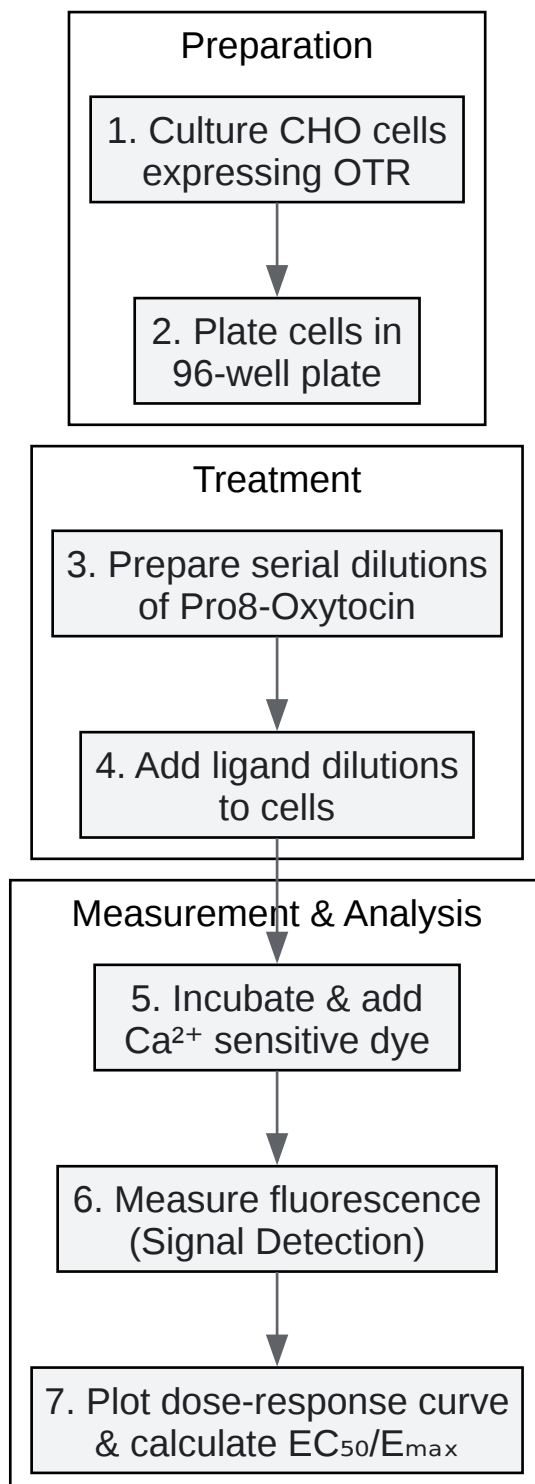 Preparation
1. Culture CHO cells
expressing OTR
2. Plate cells in
96-well plate
Treatment
3. Prepare serial dilutions
of Pro8-Oxytocin
4. Add ligand dilutions
to cells
Measurement & Analysis
5. Incubate & add
Ca²⁺ sensitive dye
6. Measure fluorescence
(Signal Detection)
7. Plot dose-response curve
& calculate EC₅₀/Eₘₐₓ